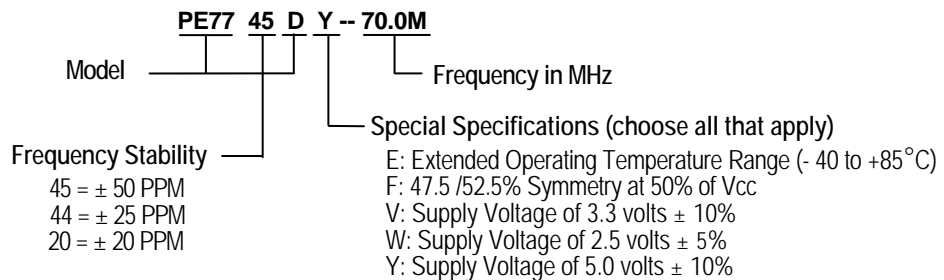 PE77 45 D Y -- 70.0M
Model
Frequency in MHz
Special Specifications (choose all that apply)
E: Extended Operating Temperature Range (- 40 to +85°C)
F: 47.5 /52.5% Symmetry at 50% of Vcc
V: Supply Voltage of 3.3 volts ± 10%
W: Supply Voltage of 2.5 volts ± 5%
Y: Supply Voltage of 5.0 volts ± 10%
Frequency Stability
45 = ± 50 PPM
44 = ± 25 PPM
20 = ± 20 PPM